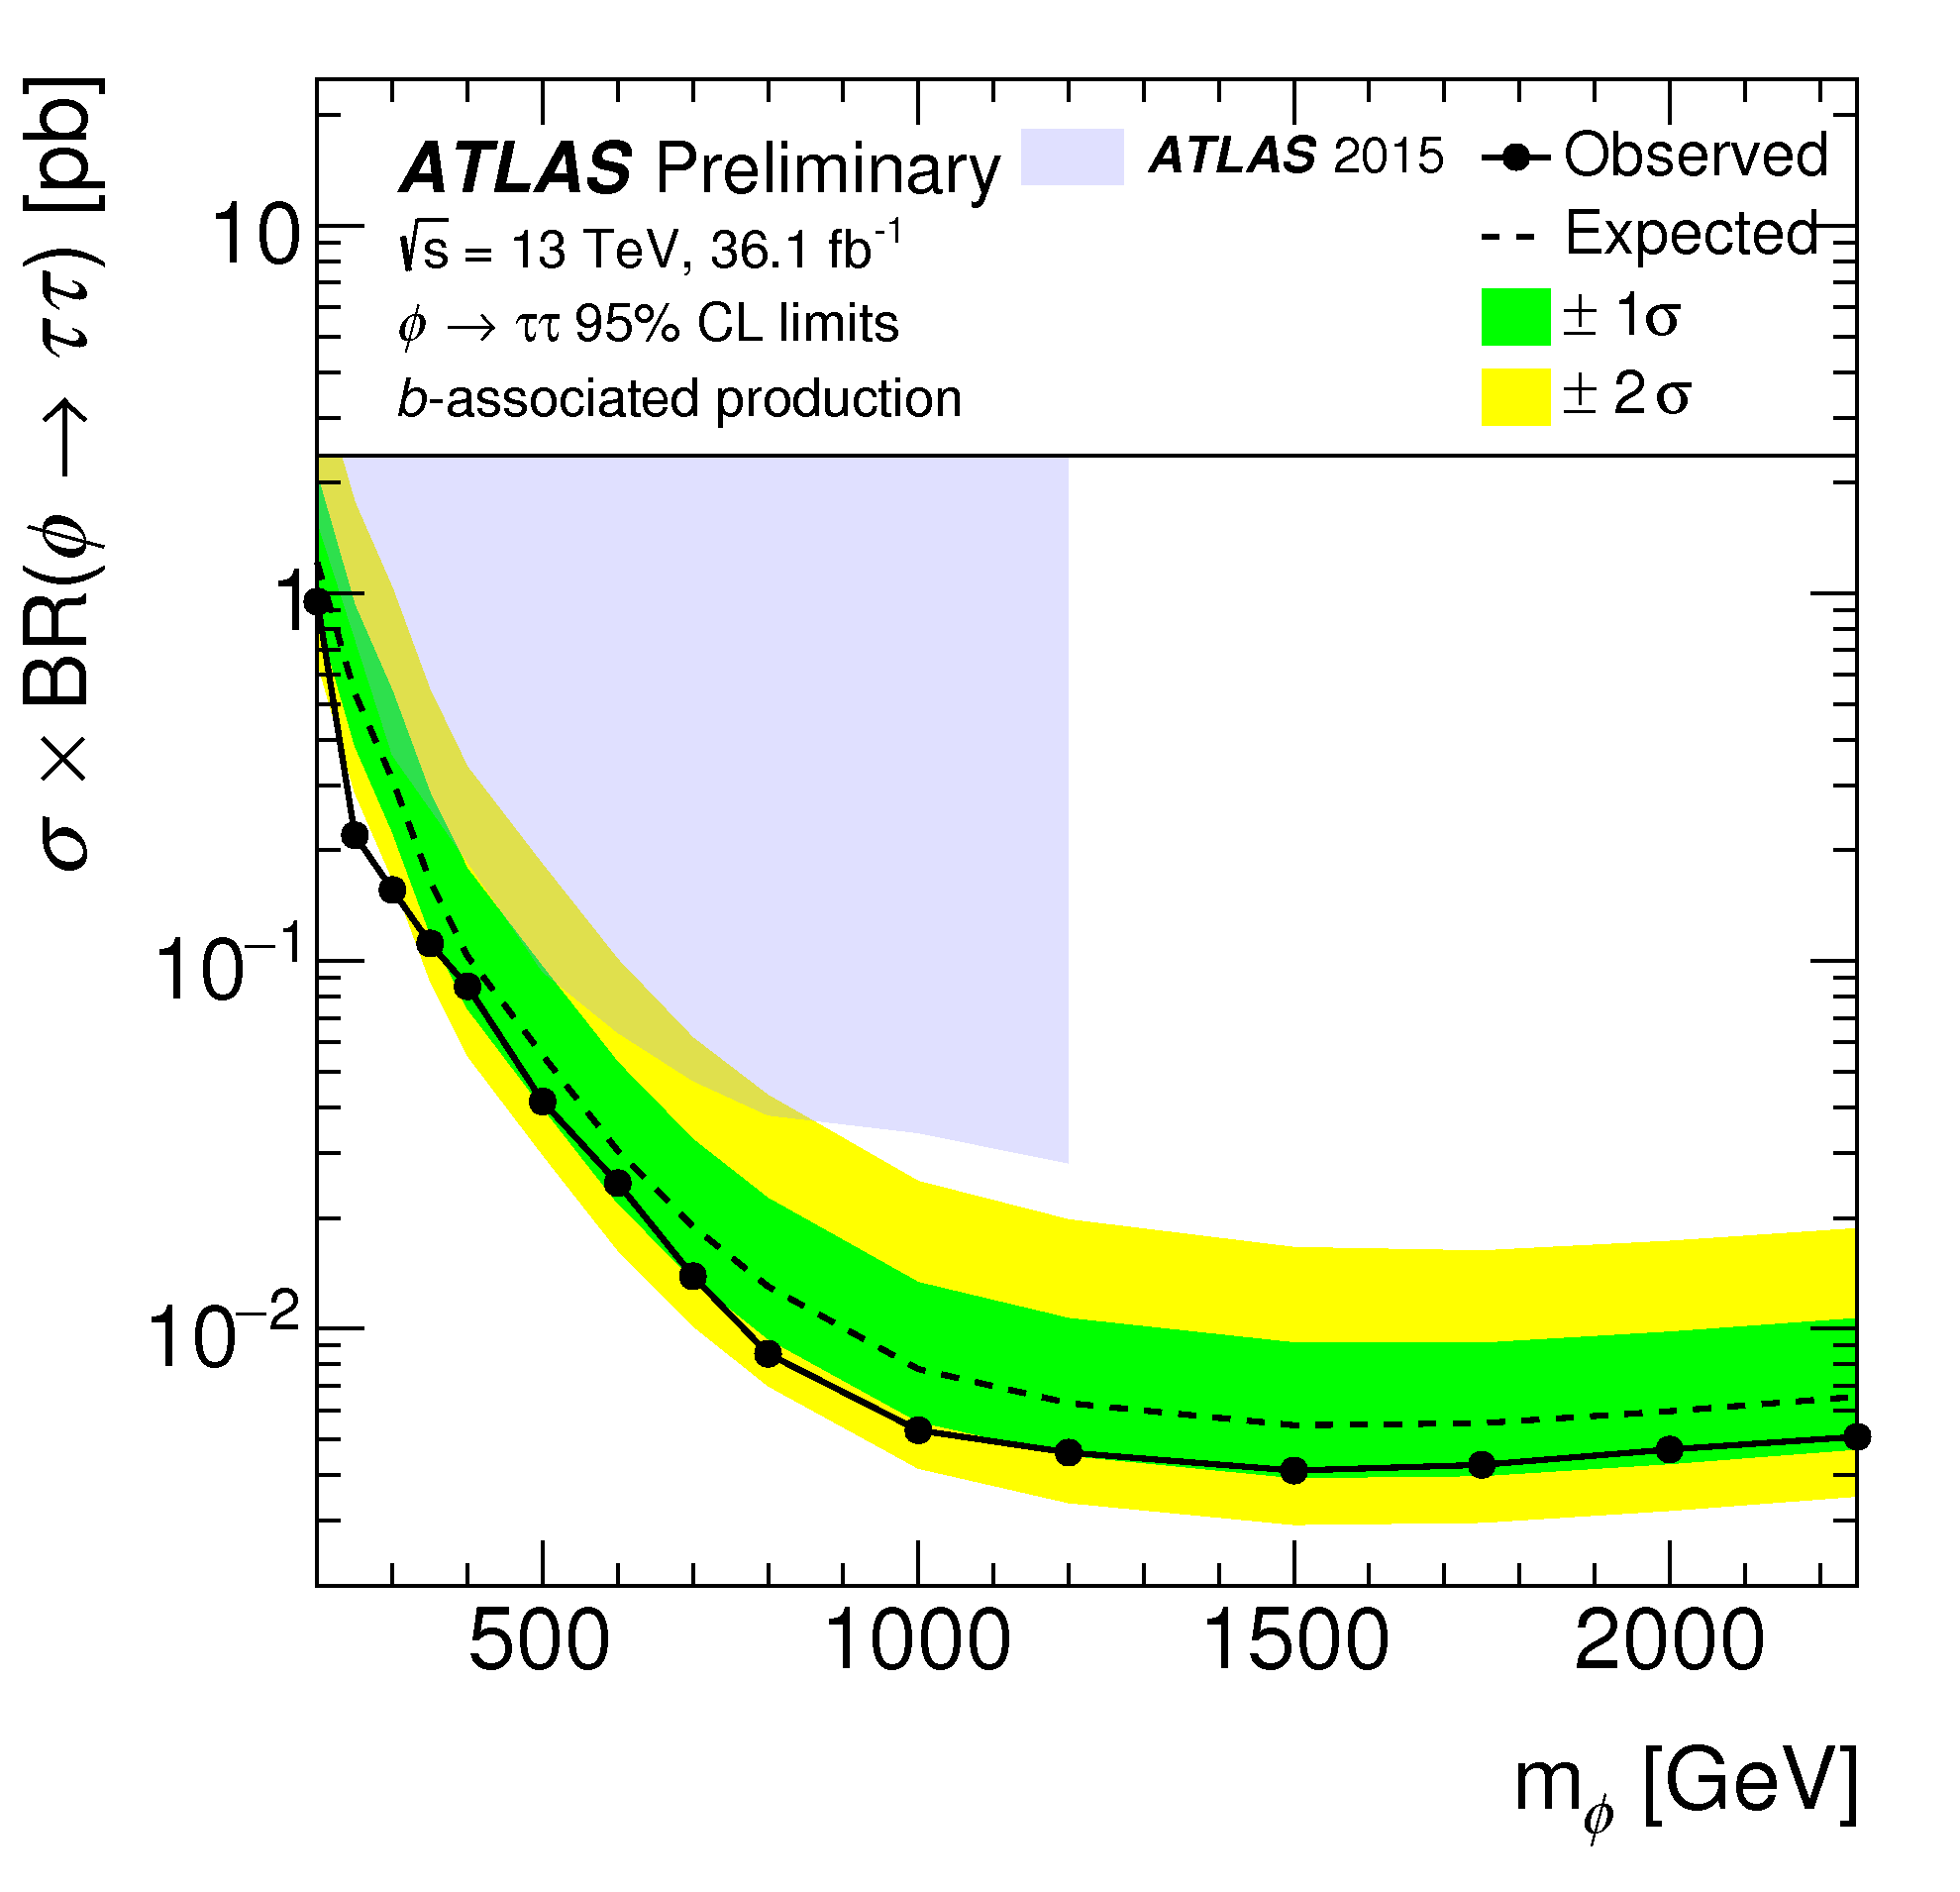 σ × BR(ϕ → ττ) [pb]
ATLAS Preliminary
√s = 13 TeV, 36.1 fb⁻¹
ϕ → ττ 95% CL limits
b-associated production
ATLAS 2015
Observed
Expected
± 1σ
± 2σ
10
1
10⁻¹
10⁻²
500 1000 1500 2000
m_ϕ [GeV]